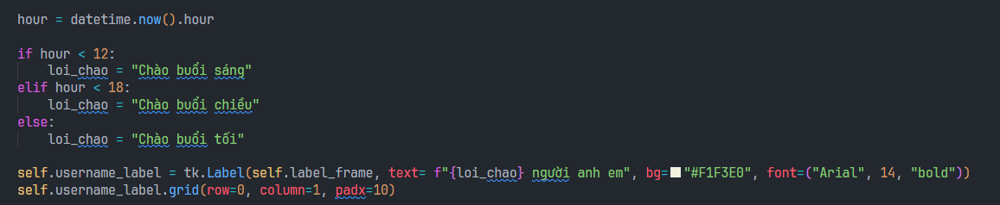 hour = datetime.now().hour
if hour < 12:
    loi_chao = "Chào buổi sáng"
elif hour < 18:
    loi_chao = "Chào buổi chiều"
else:
    loi_chao = "Chào buổi tối"
self.username_label = tk.Label(self.label_frame, text= f"{loi_chao} người anh em", bg="#F1F3E0", font=("Arial", 14, "bold"))
self.username_label.grid(row=0, column=1, padx=10)